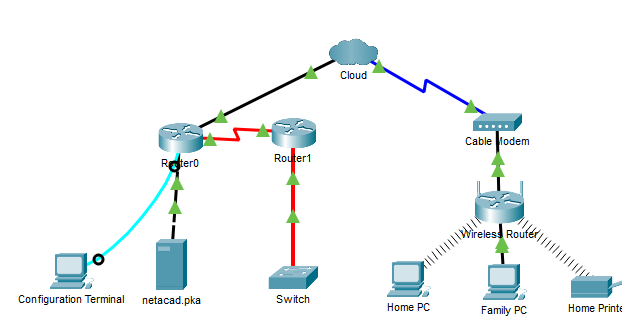 Cloud
Cable Modem
Router0
Router1
Wireless Router
Configuration Terminal
netacad.pka
Switch
Home PC
Family PC
Home Printe